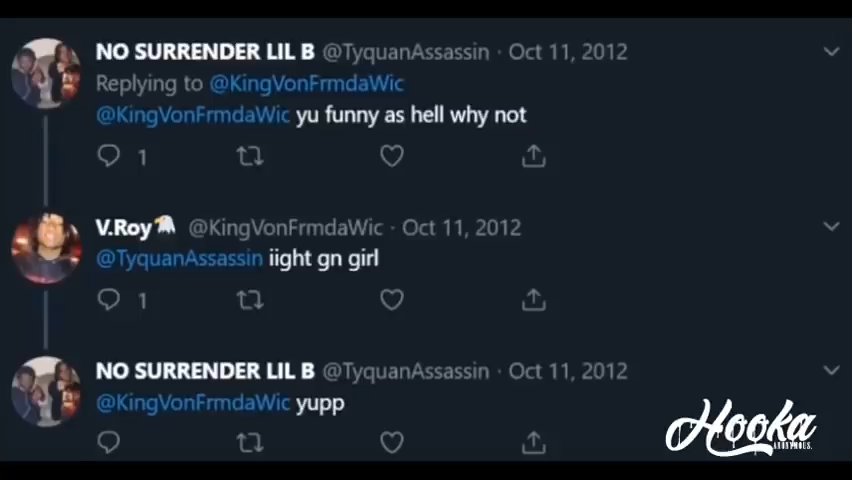 NO SURRENDER LIL B @TyquanAssassin · Oct 11, 2012
Replying to @KingVonFrmdaWic
@KingVonFrmdaWic yu funny as hell why not
1
V.Roy🦅 @KingVonFrmdaWic · Oct 11, 2012
@TyquanAssassin iight gn girl
1
NO SURRENDER LIL B @TyquanAssassin · Oct 11, 2012
@KingVonFrmdaWic yupp
Hooka
ANONYMOUS.